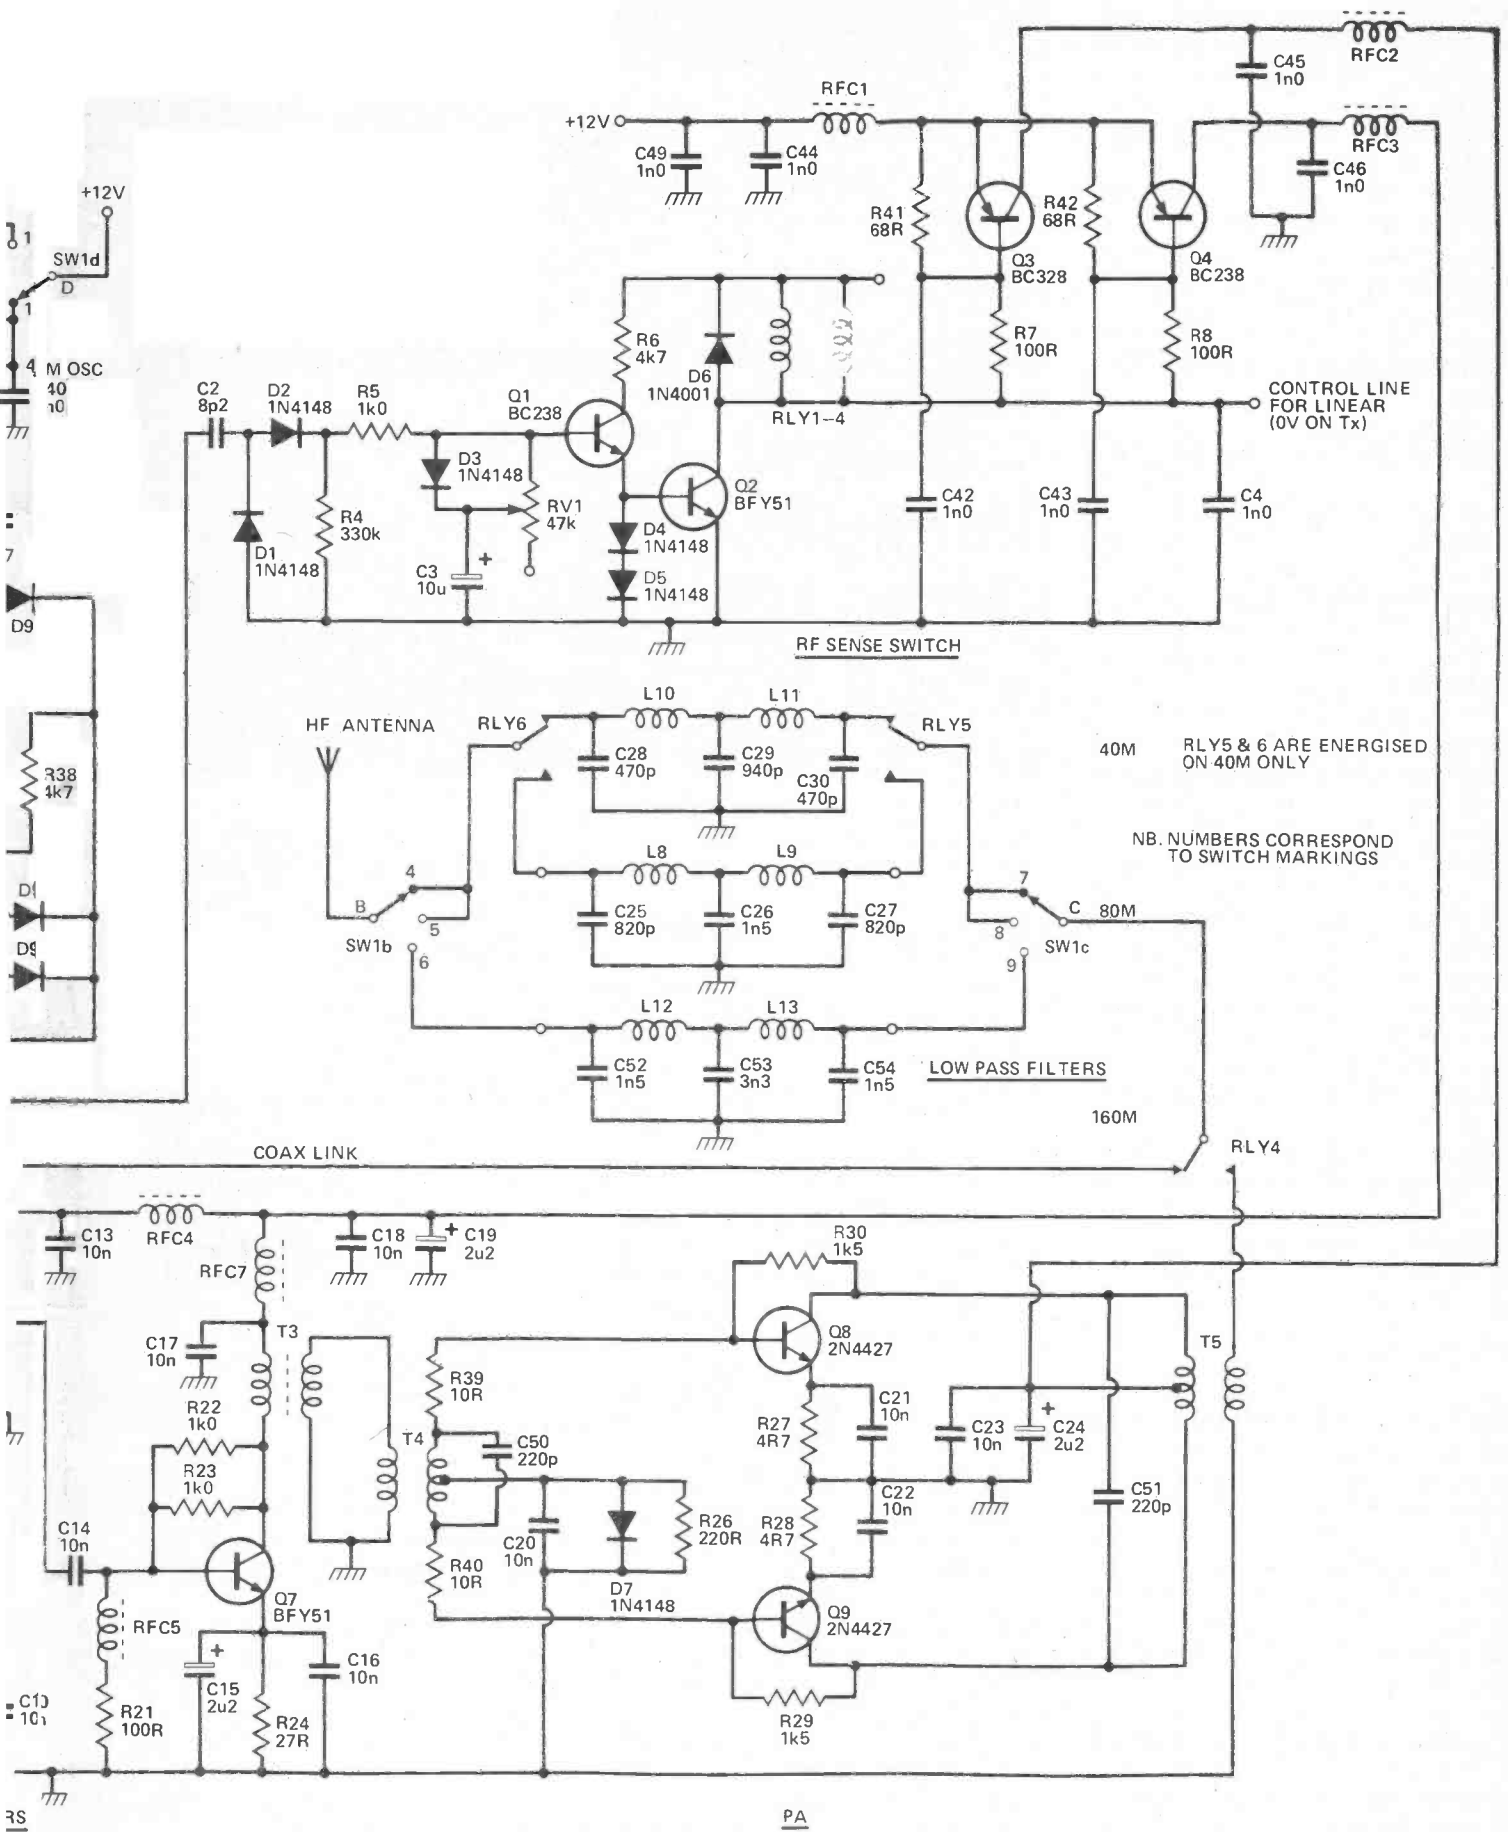 C45
1n0
RFC2
RFC1
+12V
C49
1n0
C44
1n0
RFC3
C46
1n0
+12V
R41
68R
R42
68R
1
SW1d
D
Q3
BC328
Q4
BC238
1
R6
4k7
R7
100R
R8
100R
4
M OSC
40
n0
D6
1N4001
C2
8p2
D2
1N4148
R5
1k0
Q1
BC238
RLY1–4
CONTROL LINE
FOR LINEAR
(0V ON Tx)
D3
1N4148
Q2
BFY51
R4
330k
RV1
47k
C42
1n0
C43
1n0
C4
1n0
D1
1N4148
D4
1N4148
7
C3
10u
+
D5
1N4148
D9
RF SENSE SWITCH
L10
L11
HF ANTENNA
RLY6
RLY5
40M
RLY5 & 6 ARE ENERGISED
ON 40M ONLY
C28
470p
C29
940p
C30
470p
R38
4k7
NB. NUMBERS CORRESPOND
TO SWITCH MARKINGS
L8
L9
4
7
B
5
C25
820p
C26
1n5
C27
820p
8
C
80M
SW1b
SW1c
6
9
L12
L13
C52
1n5
C53
3n3
C54
1n5
LOW PASS FILTERS
160M
COAX LINK
RLY4
C13
10n
RFC4
C18
10n
+
C19
2u2
R30
1k5
RFC7
C17
10n
T3
Q8
2N4427
T5
R39
10R
R22
1k0
C21
10n
R27
4R7
T4
C50
220p
C23
10n
+
C24
2u2
R23
1k0
C22
10n
C51
220p
C14
10n
C20
10n
R26
220R
R28
4R7
R40
10R
D7
1N4148
Q7
BFY51
RFC5
Q9
2N4427
+
C16
10n
C15
2u2
R21
100R
R24
27R
R29
1k5
RS
PA